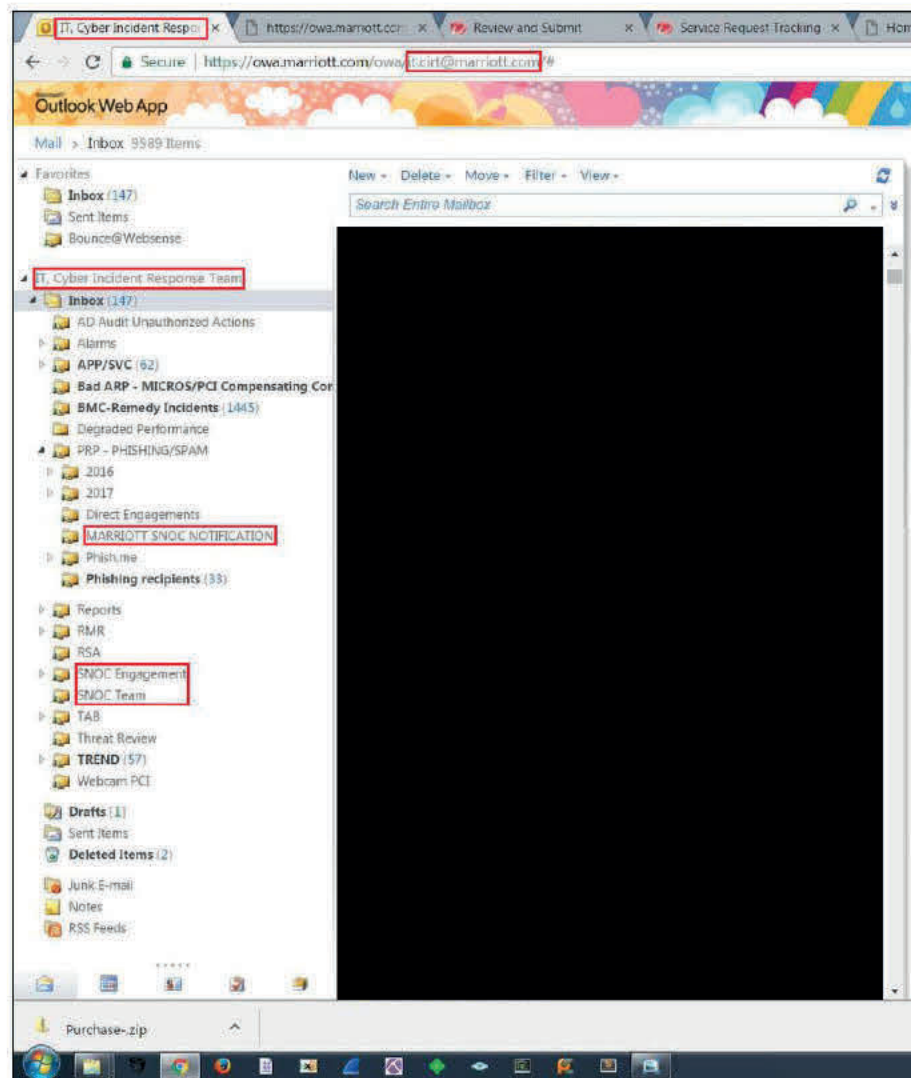 IT, Cyber Incident Respo
https://owa.marriott.com
Review and Submit
Service Request Tracking
Hom
Secure | https://owa.marriott.com/owa/it.cirt@marriott.com/#
Outlook Web App
Mail > Inbox 9589 Items
Favorites
Inbox (147)
Sent Items
Bounce@Websense
New Delete Move Filter View
Search Entire Mailbox
IT, Cyber Incident Response Team
Inbox (147)
AD Audit Unauthorized Actions
Alarms
APP/SVC (62)
Bad ARP - MICROS/PCI Compensating Cor
BMC-Remedy Incidents (1445)
Degraded Performance
PRP - PHISHING/SPAM
2016
2017
Direct Engagements
MARRIOTT SNOC NOTIFICATION
Phish.me
Phishing recipients (33)
Reports
RMR
RSA
SNOC Engagement
SNOC Team
TAB
Threat Review
TREND (57)
Webcam PCI
Drafts (1)
Sent Items
Deleted Items (2)
Junk E-mail
Notes
RSS Feeds
Purchase-.zip